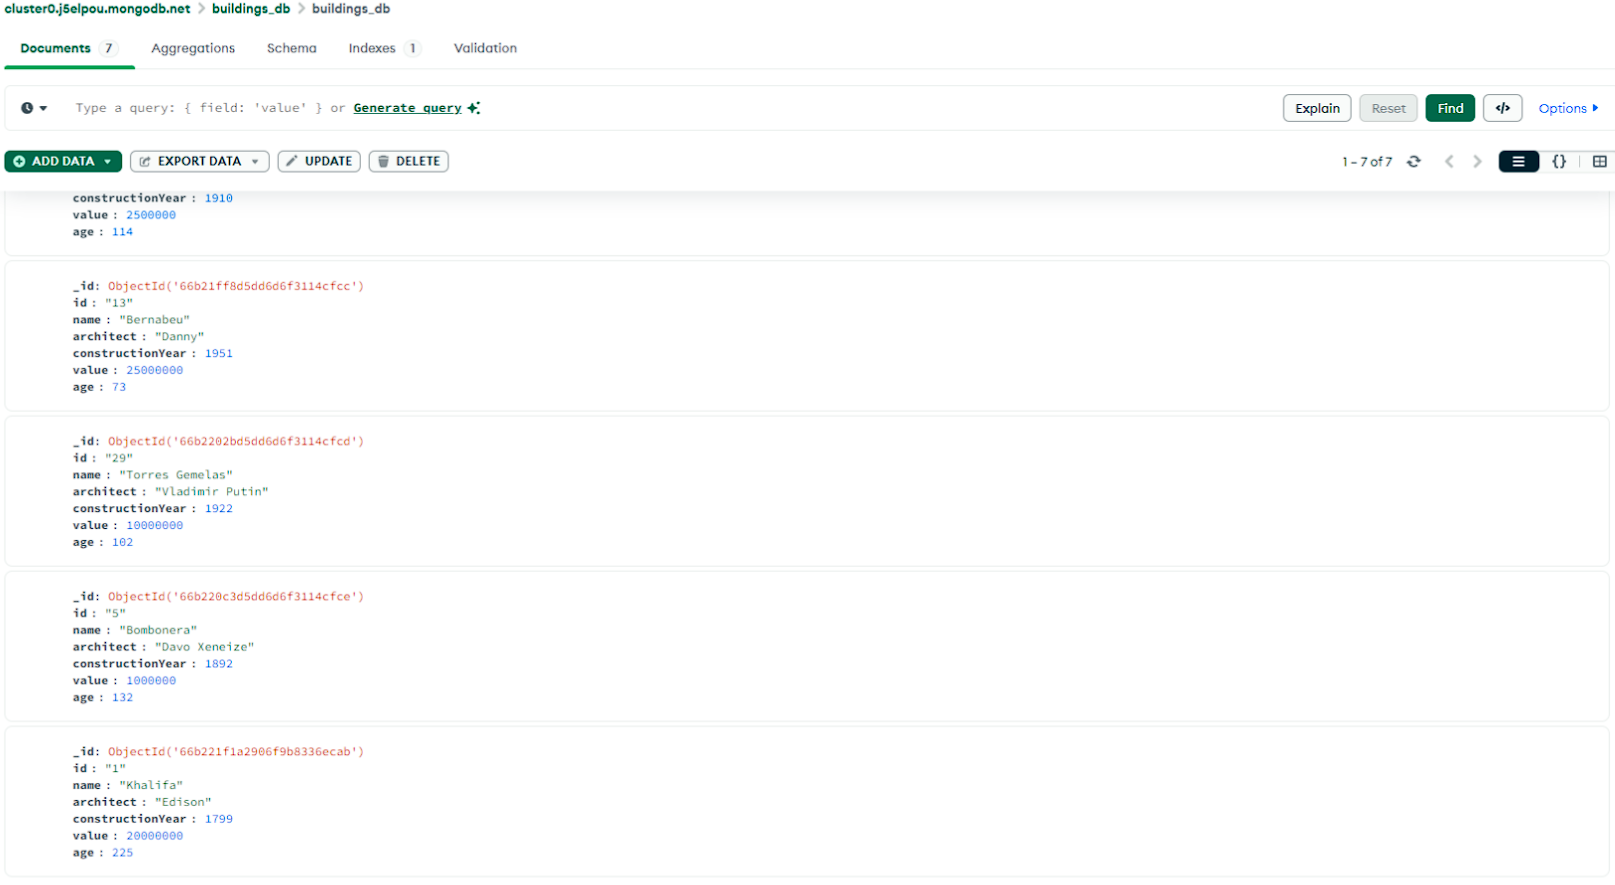 cluster0.j5elpou.mongodb.net > buildings_db > buildings_db
Documents 7 Aggregations Schema Indexes 1 Validation
Type a query: { field: 'value' } or Generate query Explain Reset Find </> Options
ADD DATA EXPORT DATA UPDATE DELETE 1 – 7 of 7 {}
constructionYear : 1910
value : 2500000
age : 114
_id: ObjectId('66b21ff8d5dd6d6f3114cfcc')
id : "13"
name : "Bernabeu"
architect : "Danny"
constructionYear : 1951
value : 25000000
age : 73
_id: ObjectId('66b2202bd5dd6d6f3114cfcd')
id : "29"
name : "Torres Gemelas"
architect : "Vladimir Putin"
constructionYear : 1922
value : 10000000
age : 102
_id: ObjectId('66b220c3d5dd6d6f3114cfce')
id : "5"
name : "Bombonera"
architect : "Davo Xeneize"
constructionYear : 1892
value : 1000000
age : 132
_id: ObjectId('66b221f1a2906f9b8336ecab')
id : "1"
name : "Khalifa"
architect : "Edison"
constructionYear : 1799
value : 20000000
age : 225